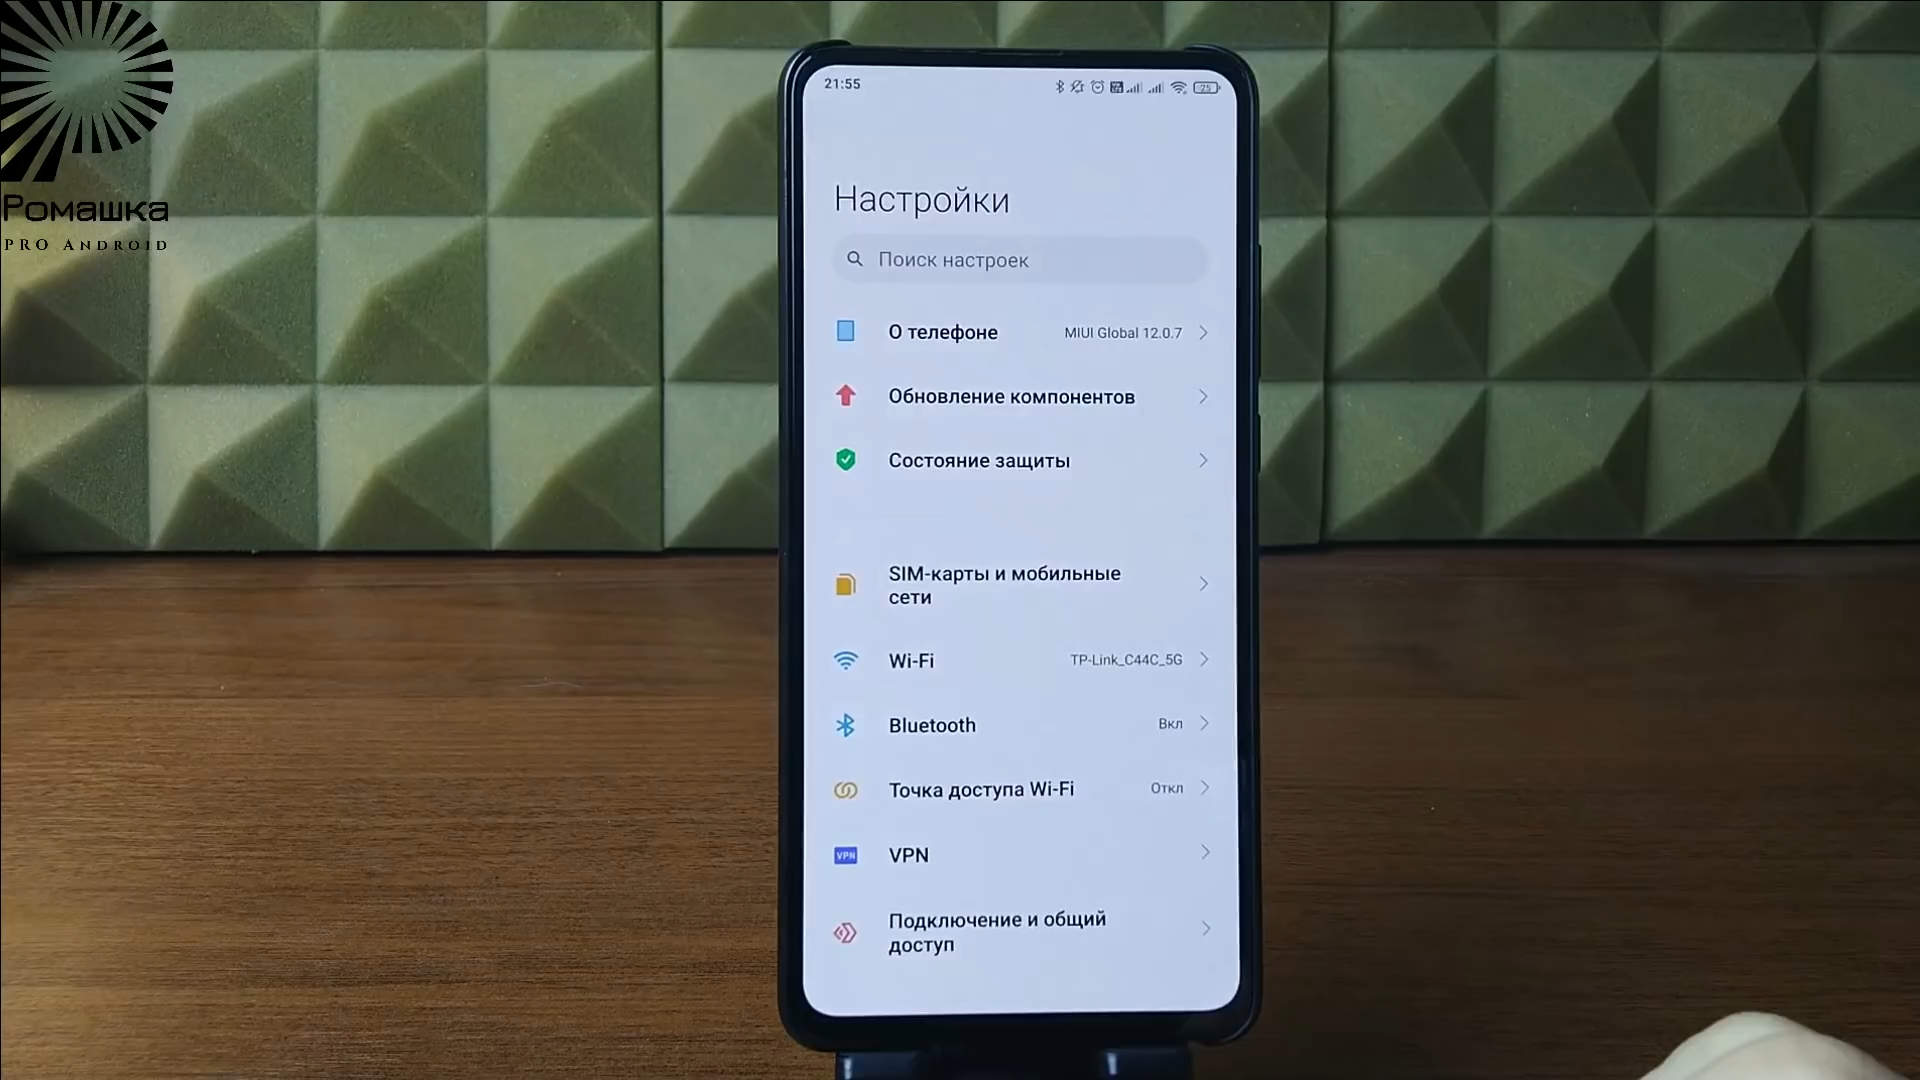 Ромашка
PRO Android
21:55
25
Настройки
Поиск настроек
О телефоне MIUI Global 12.0.7
Обновление компонентов
Состояние защиты
SIM-карты и мобильные
сети
Wi-Fi TP-Link_C44C_5G
Bluetooth Вкл
Точка доступа Wi-Fi Откл
VPN VPN
Подключение и общий
доступ